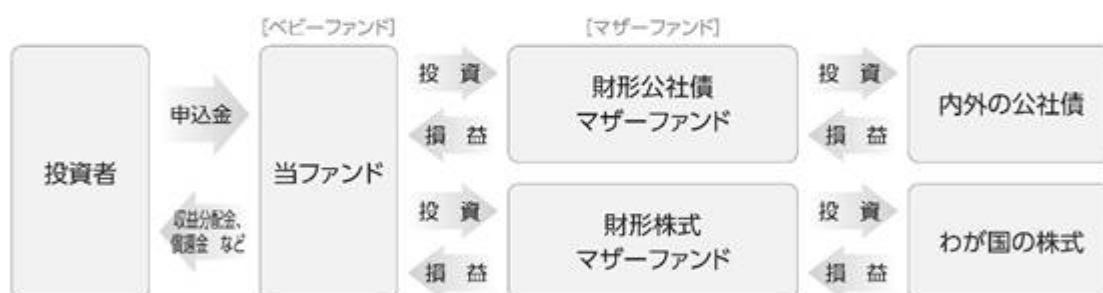 [ベビーファンド]
[マザーファンド]
投資者
申込金
収益分配金、
償還金 など
当ファンド
投 資
損 益
財形公社債
マザーファンド
投 資
損 益
内外の公社債
投 資
損 益
財形株式
マザーファンド
投 資
損 益
わが国の株式